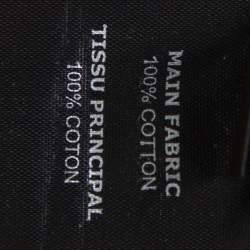 MAIN FABRIC
100% COTTON
TISSU PRINCIPAL
100% COTON